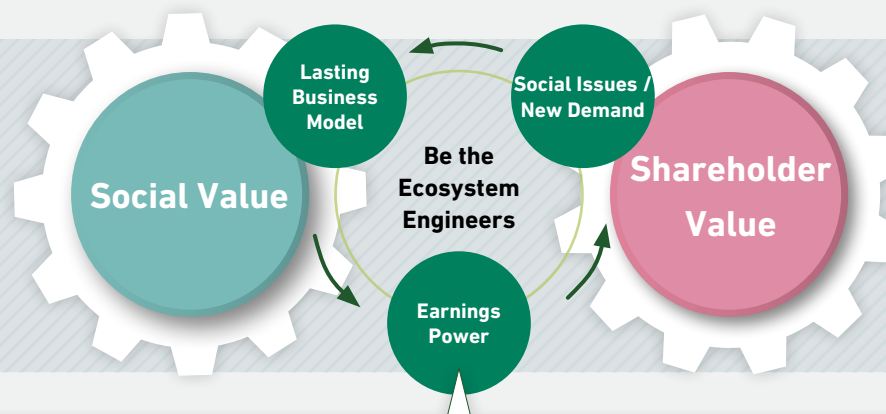 Social Value
Lasting
Business
Model
Be the
Ecosystem
Engineers
Social Issues /
New Demand
Earnings
Power
Shareholder
Value